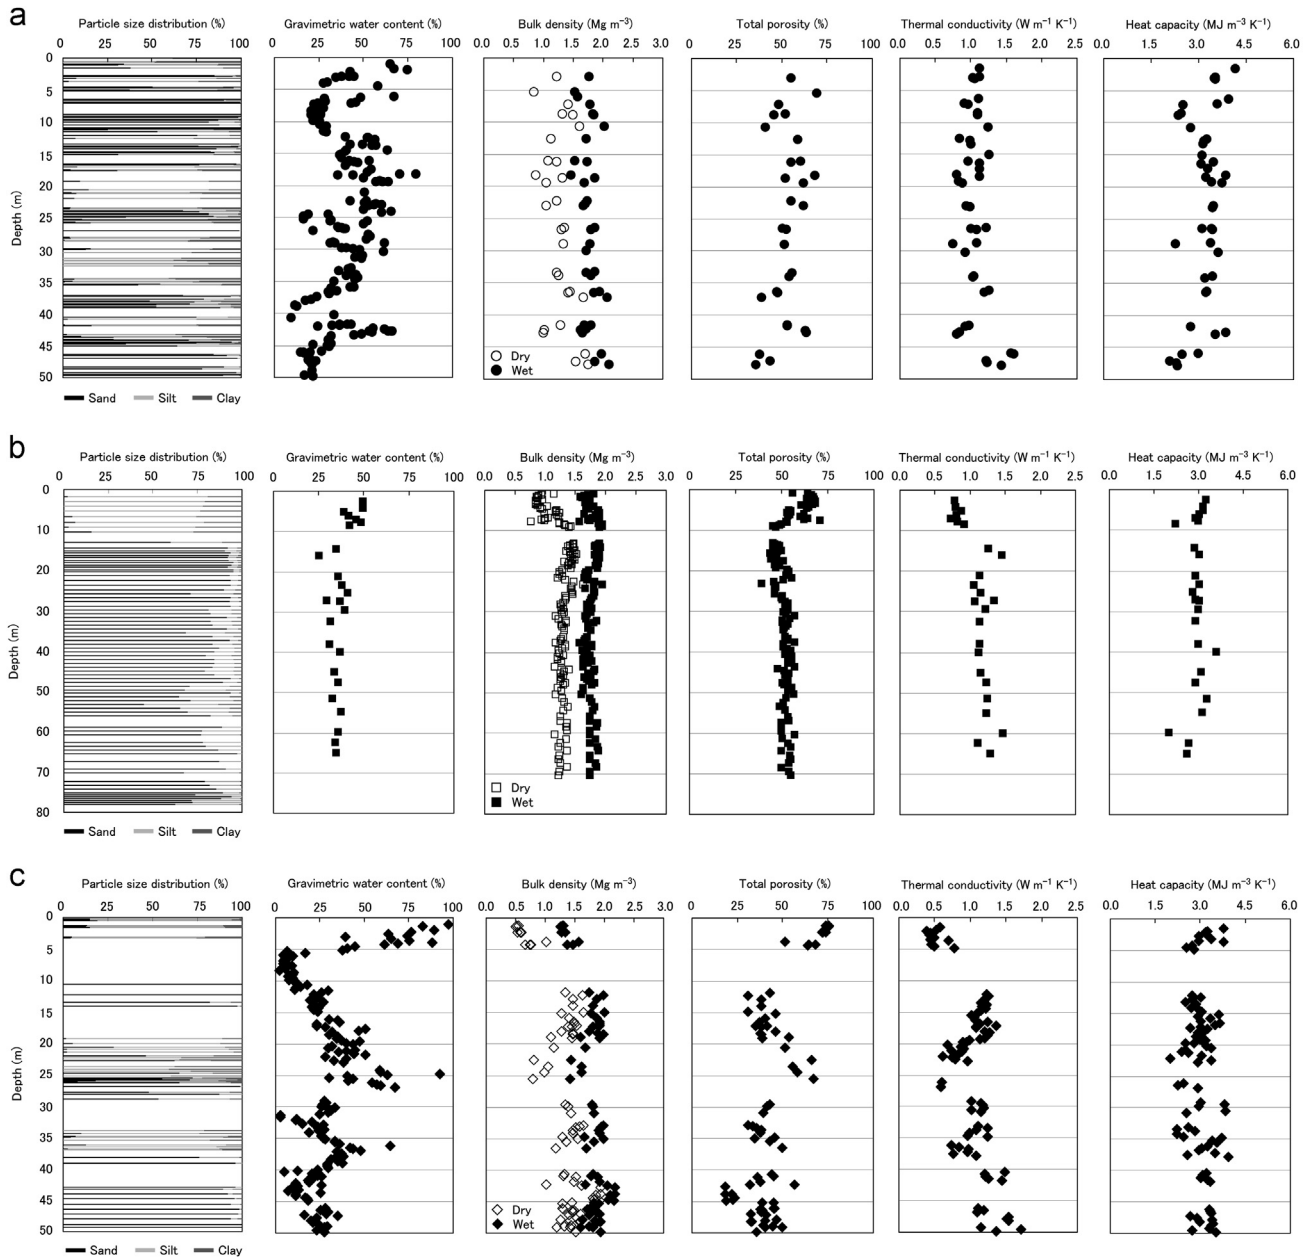 a
Particle size distribution (%) Gravimetric water content (%) Bulk density (Mg m⁻³) Total porosity (%) Thermal conductivity (W m⁻¹ K⁻¹) Heat capacity (MJ m⁻³ K⁻¹)
0 25 50 75 100 0 25 50 75 100 0.0 0.5 1.0 1.5 2.0 2.5 3.0 0 25 50 75 100 0.0 0.5 1.0 1.5 2.0 2.5 0.0 1.5 3.0 4.5 6.0
0
5
10
15
20
25
30
35
40
45
50
Depth (m)
Dry
Wet
Sand Silt Clay
b
Particle size distribution (%) Gravimetric water content (%) Bulk density (Mg m⁻³) Total porosity (%) Thermal conductivity (W m⁻¹ K⁻¹) Heat capacity (MJ m⁻³ K⁻¹)
0 50 100 0 25 50 75 100 0.0 0.5 1.0 1.5 2.0 2.5 3.0 0 25 50 75 100 0.0 0.5 1.0 1.5 2.0 2.5 0.0 1.5 3.0 4.5 6.0
0
10
20
30
40
50
60
70
80
Depth (m)
Dry
Wet
Sand Silt Clay
c
Particle size distribution (%) Gravimetric water content (%) Bulk density (Mg m⁻³) Total porosity (%) Thermal conductivity (W m⁻¹ K⁻¹) Heat capacity (MJ m⁻³ K⁻¹)
0 25 50 75 100 0 25 50 75 100 0.0 0.5 1.0 1.5 2.0 2.5 3.0 0 25 50 75 100 0.0 0.5 1.0 1.5 2.0 2.5 0.0 1.5 3.0 4.5 6.0
0
5
10
15
20
25
30
35
40
45
50
Depth (m)
Dry
Wet
Sand Silt Clay